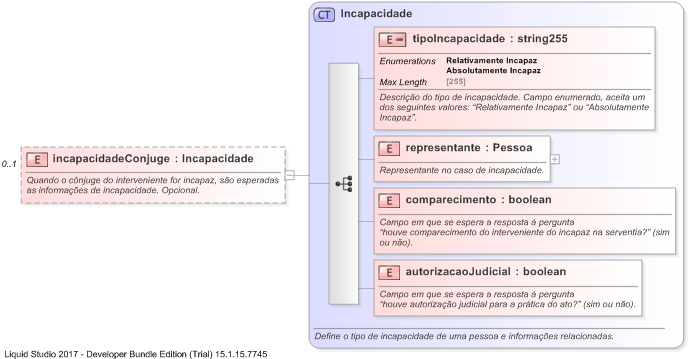 CT Incapacidade
E tipoIncapacidade : string255
Enumerations Relativamente Incapaz
Absolutamente Incapaz
Max Length [255]
Descrição do tipo de incapacidade. Campo enumerado, aceita um
dos seguintes valores: “Relativamente Incapaz” ou “Absolutamente
Incapaz”.
E representante : Pessoa
Representante no caso de incapacidade.
0..1
E incapacidadeConjuge : Incapacidade
Quando o cônjuge do interveniente for incapaz, são esperadas
as informações de incapacidade. Opcional.
E comparecimento : boolean
Campo em que se espera a resposta à pergunta
“houve comparecimento do interveniente do incapaz na serventia?” (sim
ou não).
E autorizacaoJudicial : boolean
Campo em que se espera a resposta à pergunta
“houve autorização judicial para a prática do ato?” (sim ou não).
Define o tipo de incapacidade de uma pessoa e informações relacionadas.
Liquid Studio 2017 - Developer Bundle Edition (Trial) 15.1.15.7745